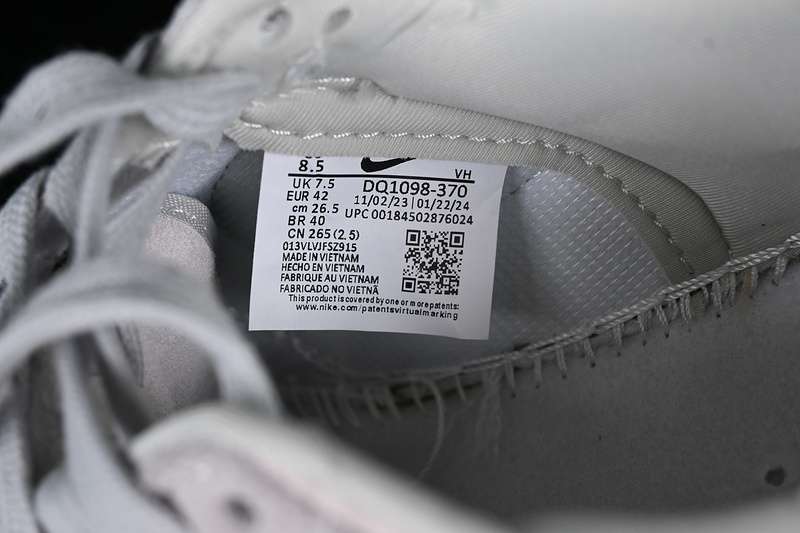 8.5
VH
UK 7.5
DQ1098-370
EUR 42
11/02/23 | 01/22/24
cm 26.5
UPC 00184502876024
BR 40
CN 265 (2.5)
013VLVJFSZ915
MADE IN VIETNAM
HECHO EN VIETNAM
FABRIQUE AU VIETNAM
FABRICADO NO VIETNÃ
This product is covered by one or more patents:
www.nike.com/patentsvirtualmarking